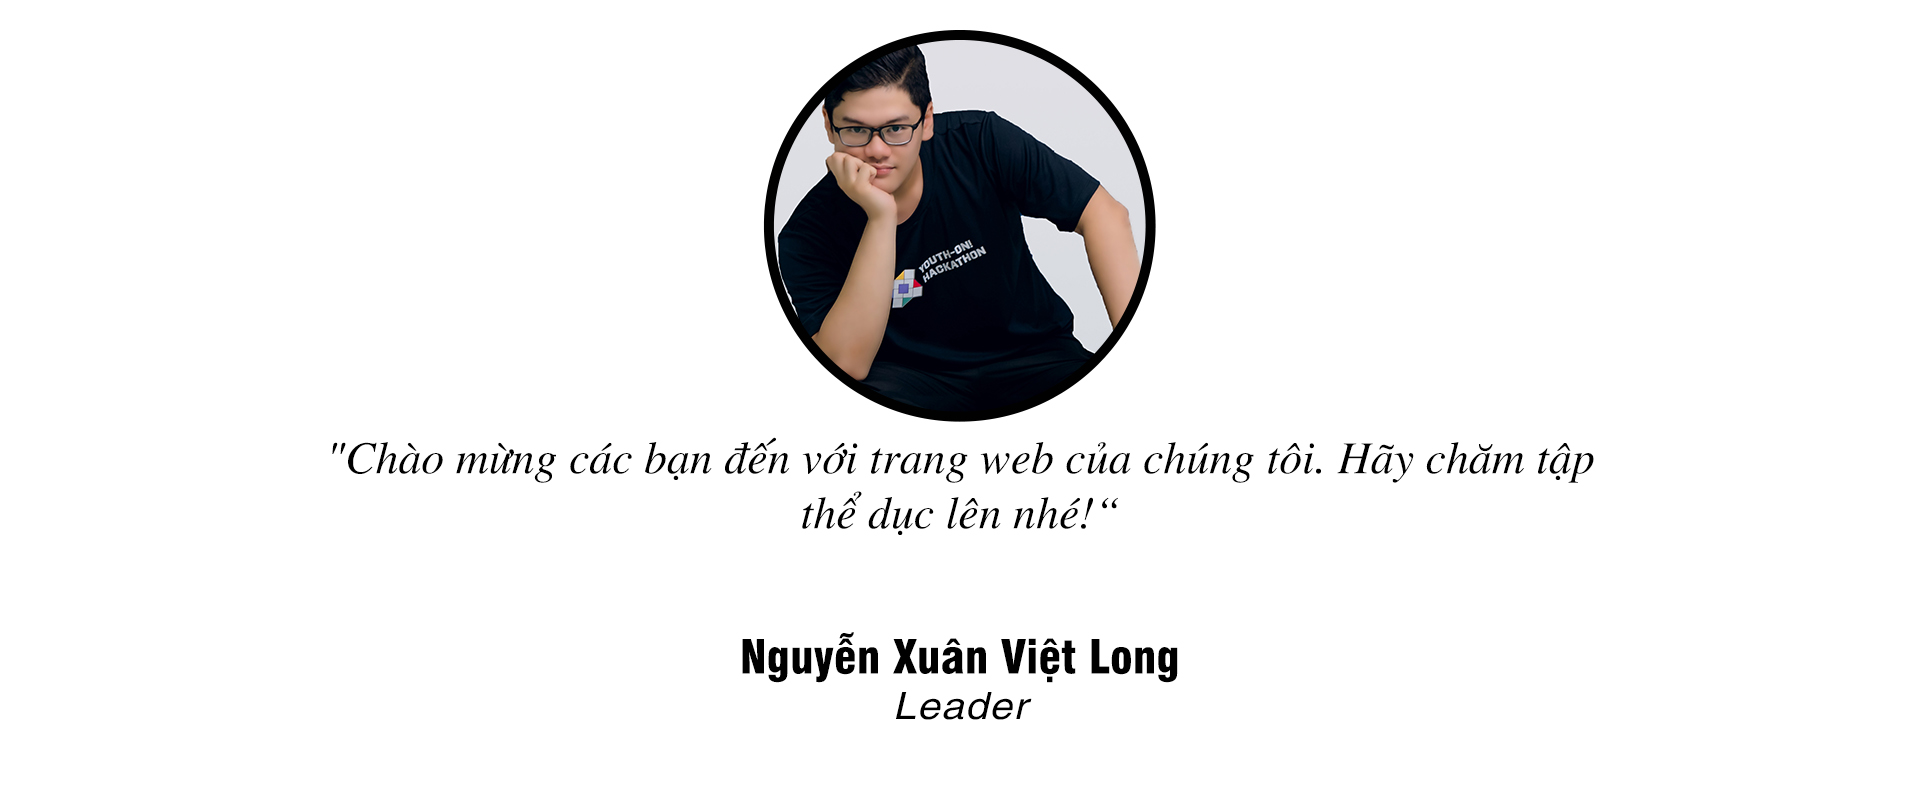 YOUTH-ON!
HACKATHON
"Chào mừng các bạn đến với trang web của chúng tôi. Hãy chăm tập
thể dục lên nhé!“
Nguyễn Xuân Việt Long
Leader